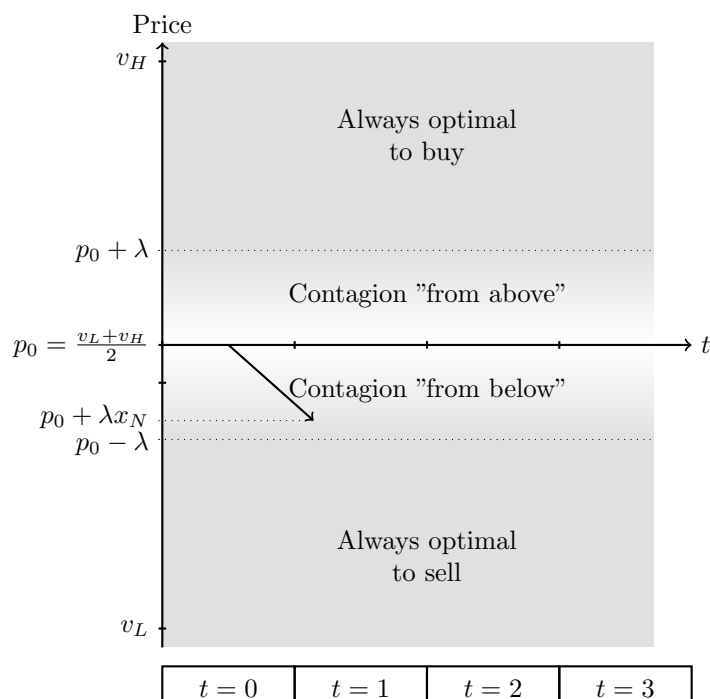 Price
v_H
Always optimal
to buy
p_0 + λ
Contagion "from above"
p_0 = \frac{v_L+v_H}{2}
t
Contagion "from below"
p_0 + λx_N
p_0 − λ
Always optimal
to sell
v_L
t = 0 t = 1 t = 2 t = 3